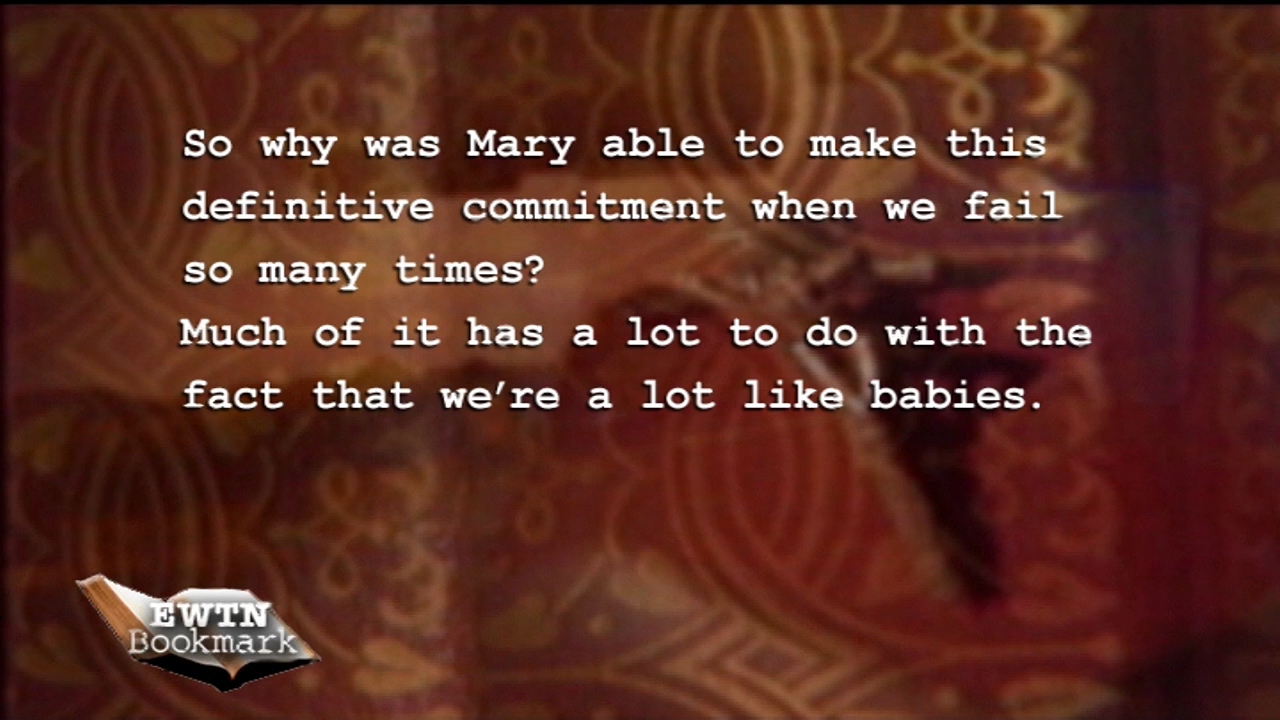 So why was Mary able to make this
definitive commitment when we fail
so many times?
Much of it has a lot to do with the
fact that we're a lot like babies.
EWTN
Bookmark